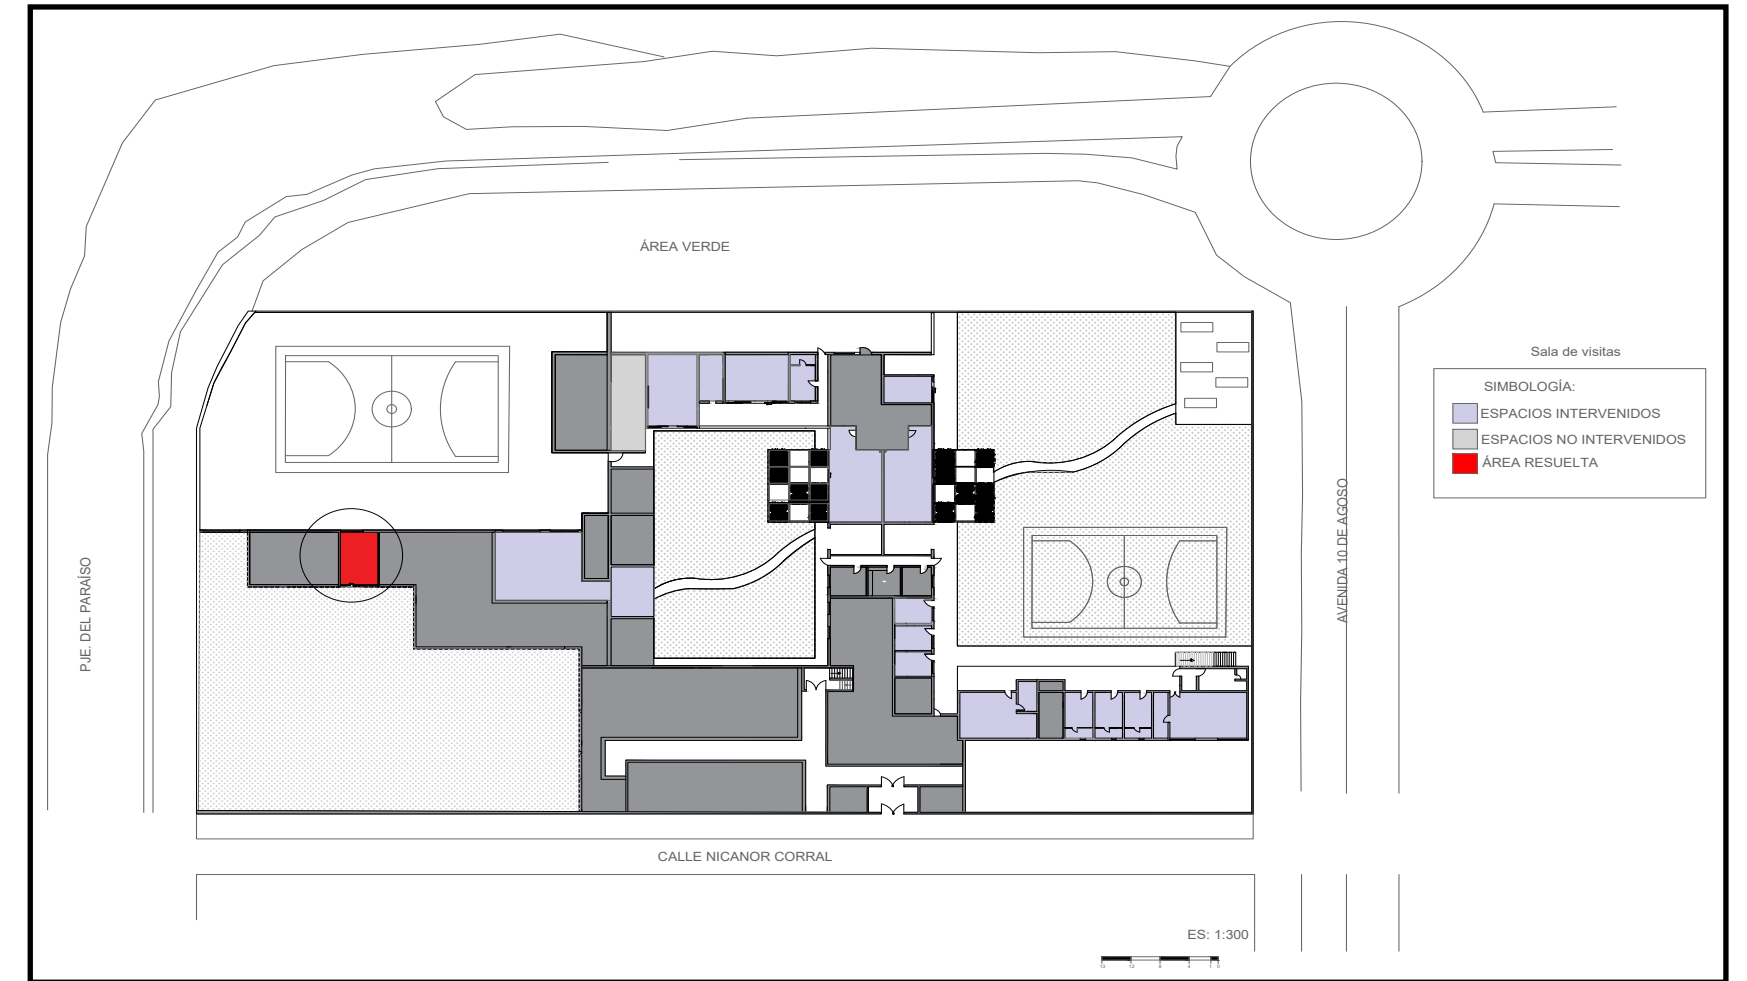 ÁREA VERDE
Sala de visitas
SIMBOLOGÍA:
ESPACIOS INTERVENIDOS
ESPACIOS NO INTERVENIDOS
ÁREA RESUELTA
PJE. DEL PARAÍSO
AVENIDA 10 DE AGOSO
CALLE NICANOR CORRAL
ES: 1:300